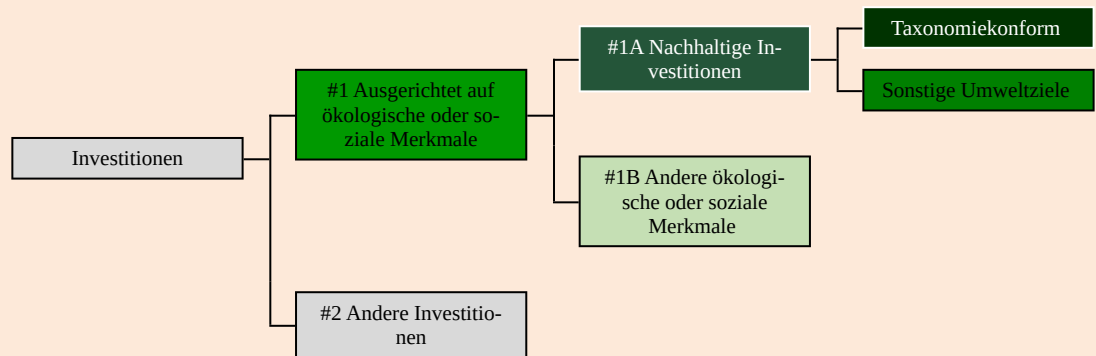 Investitionen
#1 Ausgerichtet auf
ökologische oder so-
ziale Merkmale
#1A Nachhaltige In-
vestitionen
Taxonomiekonform
Sonstige Umweltziele
#1B Andere ökologi-
sche oder soziale
Merkmale
#2 Andere Investitio-
nen